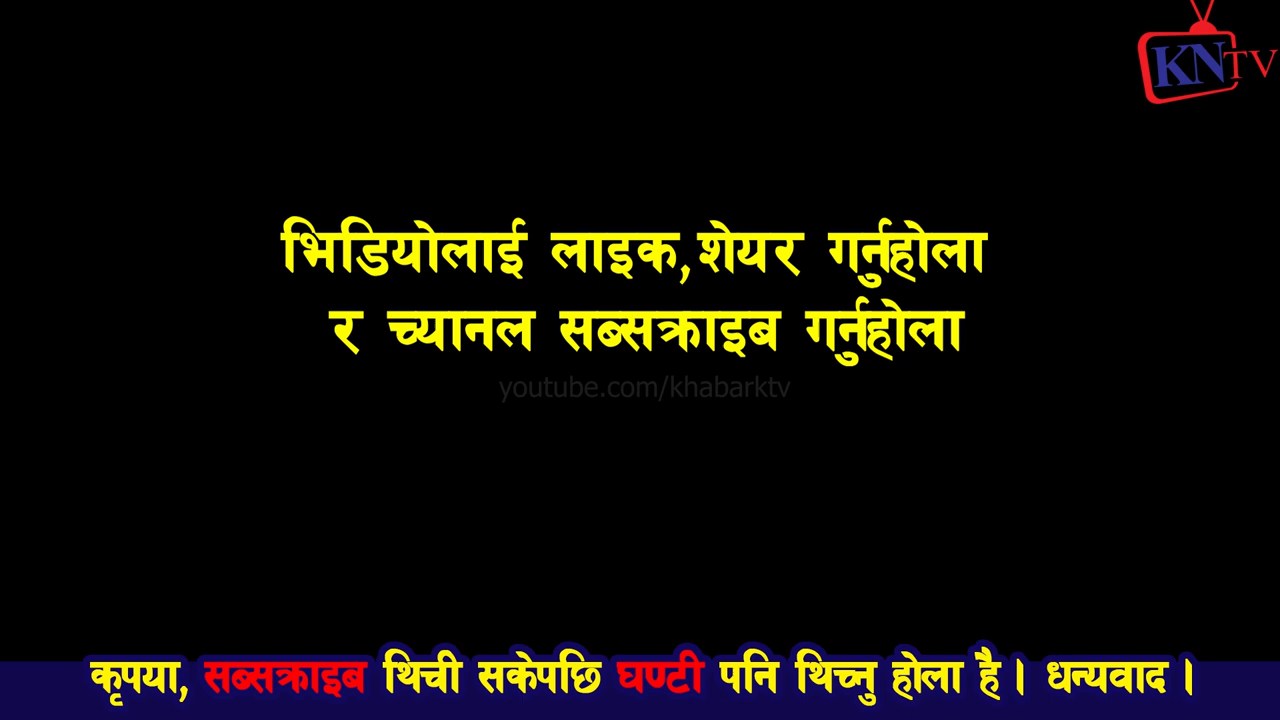 KNTV
भिडियोलाई लाइक,शेयर गर्नुहोला
र च्यानल सब्सक्राइब गर्नुहोला
youtube.com/khabarktv
कृपया, सब्सक्राइब थिची सकेपछि घण्टी पनि थिच्नु होला है । धन्यवाद ।